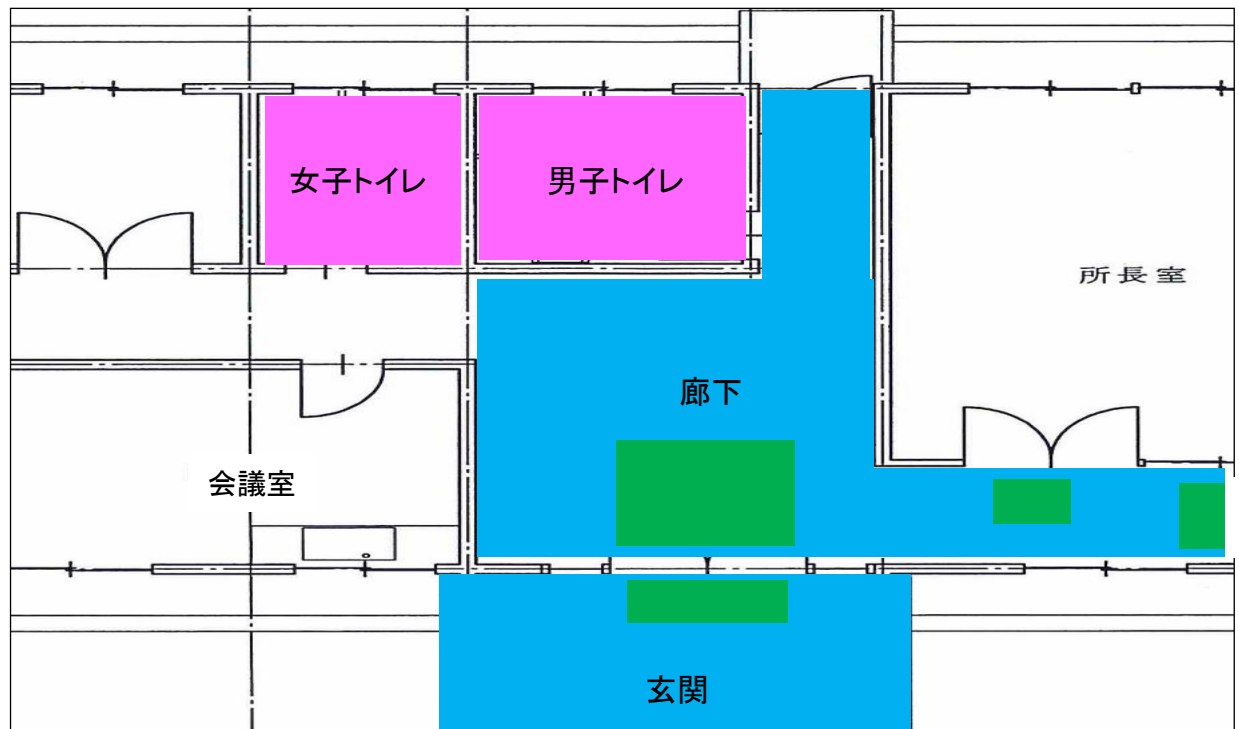 女子トイレ
男子トイレ
所長室
廊下
会議室
玄関